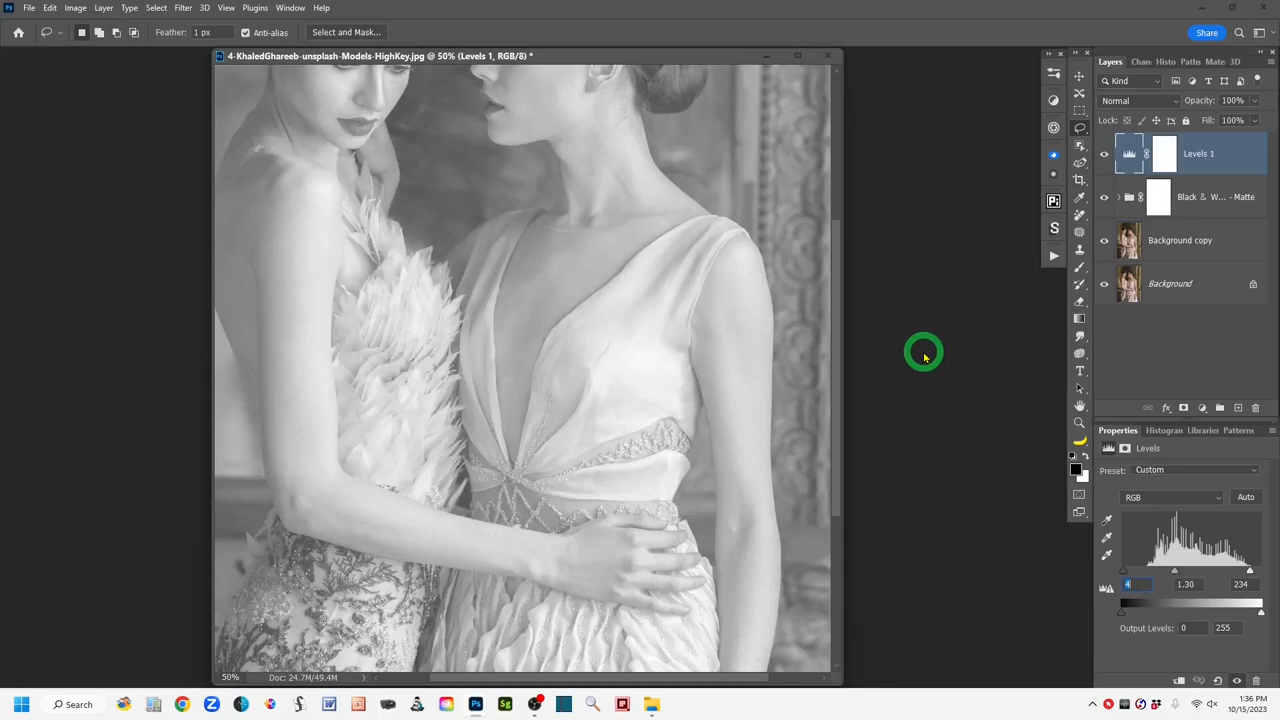 Ps File Edit Image Layer Type Select Filter 3D View Plugins Window Help
Feather: 1 px Anti-alias Select and Mask... Share
4-KhaledGhareeb-unsplash-Models-HighKey.jpg @ 50% (Levels 1, RGB/8) *
Layers Chan Histo Paths Mate 3D
Kind
Normal Opacity: 100%
Lock: Fill: 100%
Levels 1
Black & W... - Matte
Background copy
Background
fx
Properties Histogran Libraries Patterns
Levels
Preset: Custom
RGB Auto
4 1.30 234
Output Levels: 0 255
50% Doc: 24.7M/49.4M
Search
1:36 PM
10/15/2023